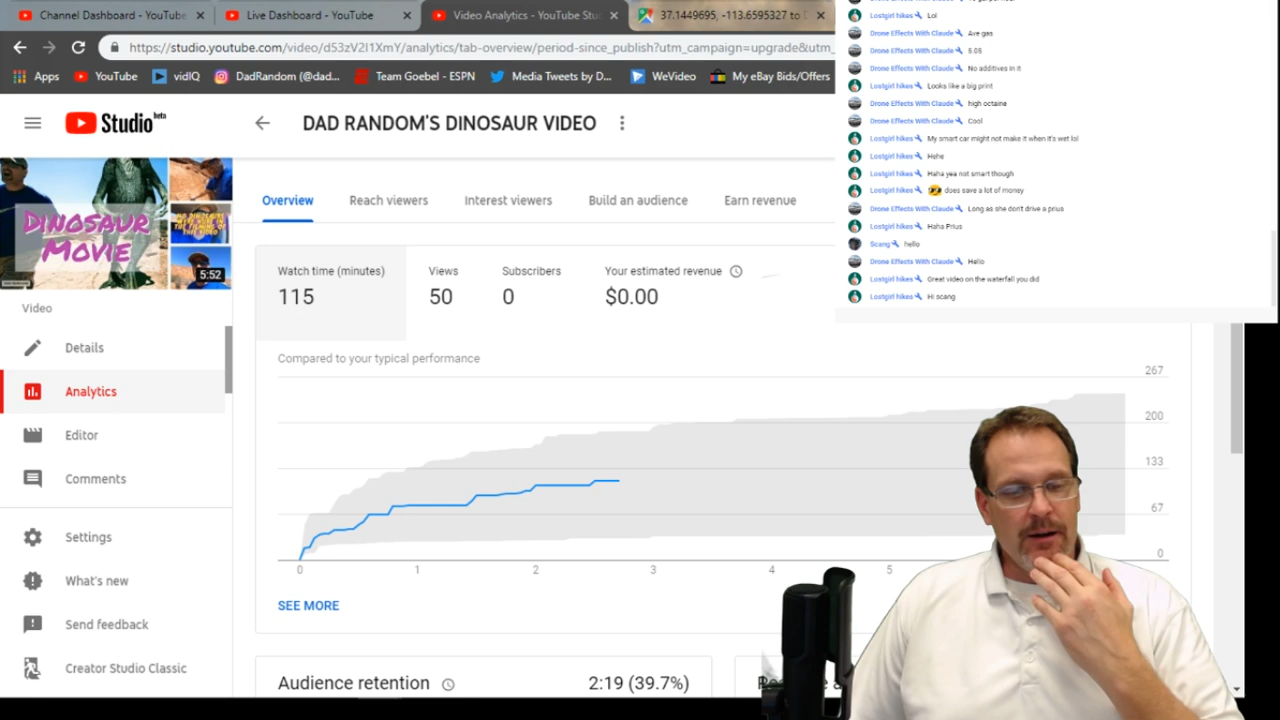 Channel Dashboard - YouTube
Live Dashboard - YouTube
Video Analytics - YouTube Stu
37.1449695, -113.6595327 to D
https://studio.youtube.com/video/d53zV2l1XmY/analytics/tab-overview/period-since_publish?utm_campaign=upgrade&utm_
Apps
YouTube
vidIQ
DadRandom (@dad...
Team Goebel - ESPN
Media Tweets by D...
WeVideo
My eBay Bids/Offers
Studio beta
DAD RANDOM'S DINOSAUR VIDEO
DINOSAUR
MOVIE
5:52
Video
Details
Analytics
Editor
Comments
Settings
What's new
Send feedback
Creator Studio Classic
Overview
Reach viewers
Interest viewers
Build an audience
Earn revenue
Watch time (minutes)
115
Views
50
Subscribers
0
Your estimated revenue
$0.00
Compared to your typical performance
267
200
133
67
0
0 1 2 3 4 5
SEE MORE
Audience retention
2:19 (39.7%)
Lostgirl hikes Lol
Drone Effects With Claude Ave gas
Drone Effects With Claude 5.05
Drone Effects With Claude No additives in it
Lostgirl hikes Looks like a big print
Drone Effects With Claude high octaine
Drone Effects With Claude Cool
Lostgirl hikes My smart car might not make it when it's wet lol
Lostgirl hikes Hehe
Lostgirl hikes Haha yea not smart though
Lostgirl hikes does save a lot of money
Drone Effects With Claude Long as she don't drive a prius
Lostgirl hikes Haha Prius
Scang hello
Drone Effects With Claude Hello
Lostgirl hikes Great video on the waterfall you did
Lostgirl hikes Hi scang